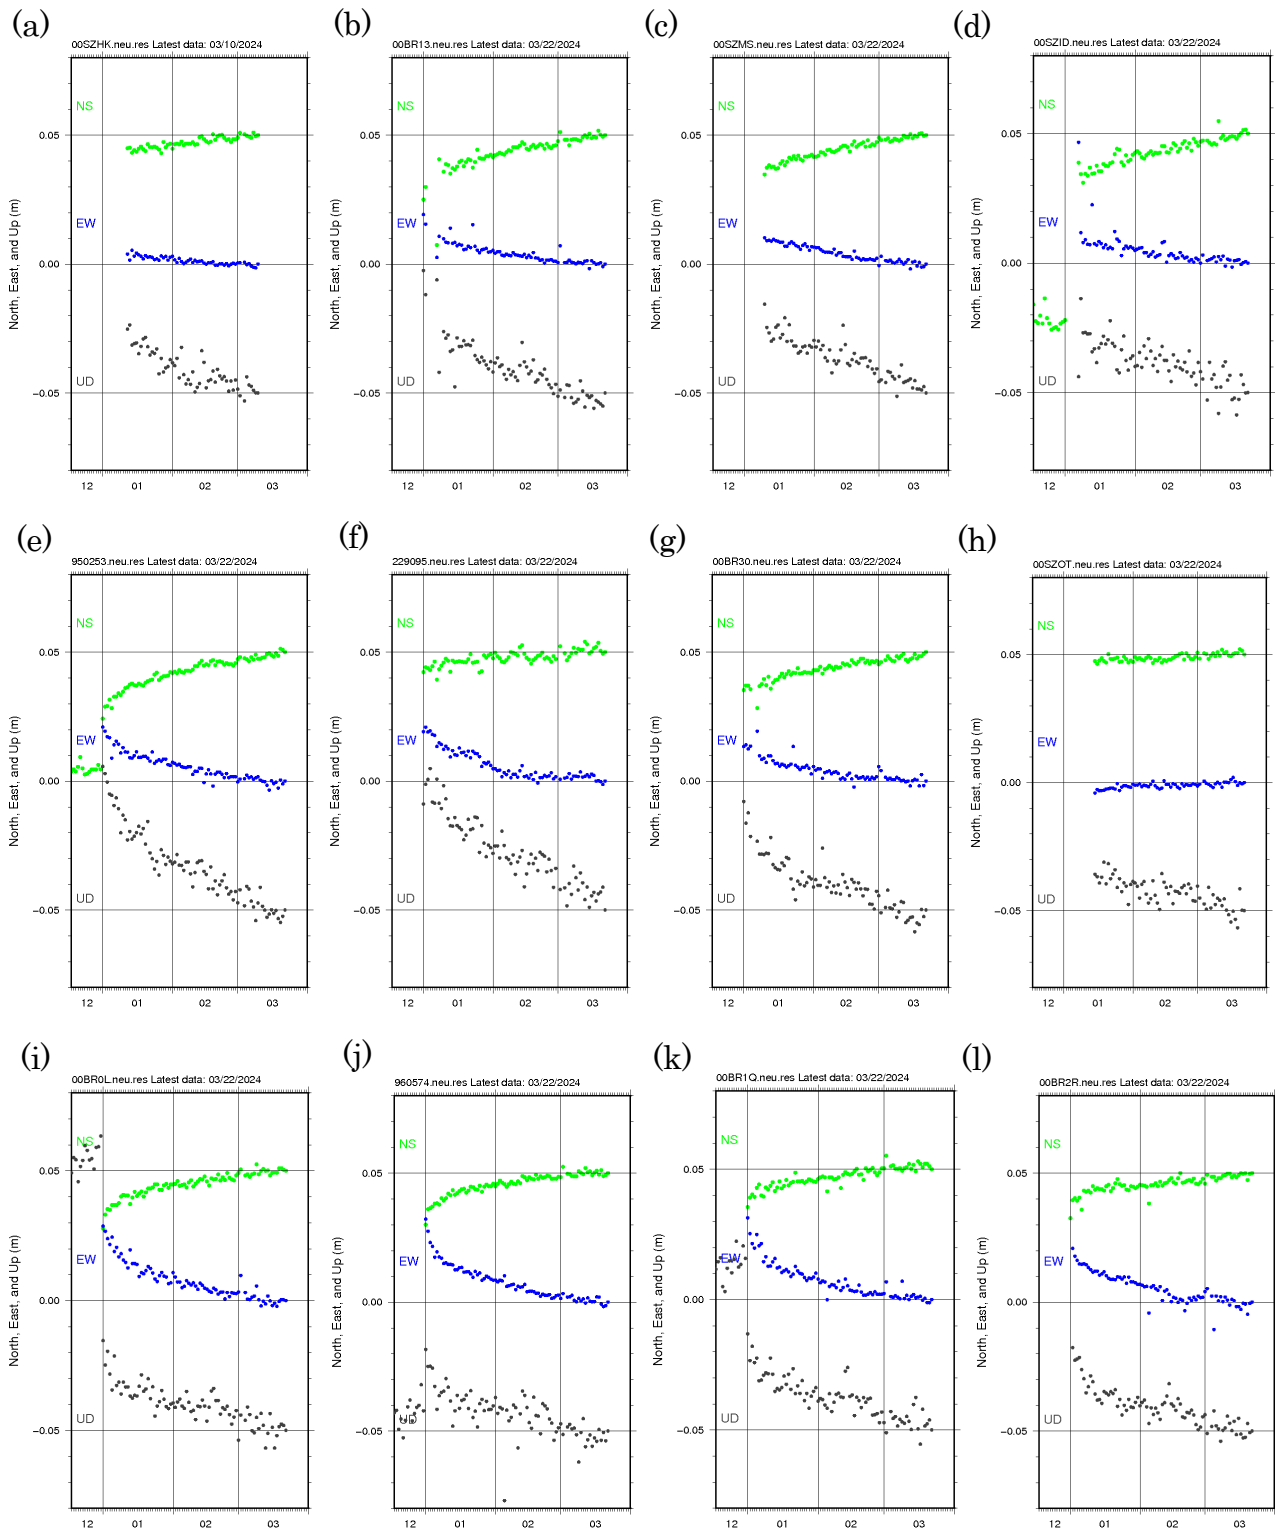 (a) (b) (c) (d)
00SZHK.neu.res Latest data: 03/10/2024 00BR13.neu.res Latest data: 03/22/2024 00SZMS.neu.res Latest data: 03/22/2024 00SZID.neu.res Latest data: 03/22/2024
NS NS NS NS
0.05 0.05 0.05 0.05
EW EW EW EW
0.00 0.00 0.00 0.00
UD UD UD UD
−0.05 −0.05 −0.05 −0.05
North, East, and Up (m) North, East, and Up (m) North, East, and Up (m) North, East, and Up (m)
12 01 02 03 12 01 02 03 12 01 02 03 12 01 02 03
(e) (f) (g) (h)
950253.neu.res Latest data: 03/22/2024 229095.neu.res Latest data: 03/22/2024 00BR30.neu.res Latest data: 03/22/2024 00SZOT.neu.res Latest data: 03/22/2024
NS NS NS NS
0.05 0.05 0.05 0.05
EW EW EW EW
0.00 0.00 0.00 0.00
UD UD UD UD
−0.05 −0.05 −0.05 −0.05
North, East, and Up (m) North, East, and Up (m) North, East, and Up (m) North, East, and Up (m)
12 01 02 03 12 01 02 03 12 01 02 03 12 01 02 03
(i) (j) (k) (l)
00BR0L.neu.res Latest data: 03/22/2024 960574.neu.res Latest data: 03/22/2024 00BR1Q.neu.res Latest data: 03/22/2024 00BR2R.neu.res Latest data: 03/22/2024
NS NS NS NS
0.05 0.05 0.05 0.05
EW EW EW EW
0.00 0.00 0.00 0.00
UD UD UD UD
−0.05 −0.05 −0.05 −0.05
North, East, and Up (m) North, East, and Up (m) North, East, and Up (m) North, East, and Up (m)
12 01 02 03 12 01 02 03 12 01 02 03 12 01 02 03